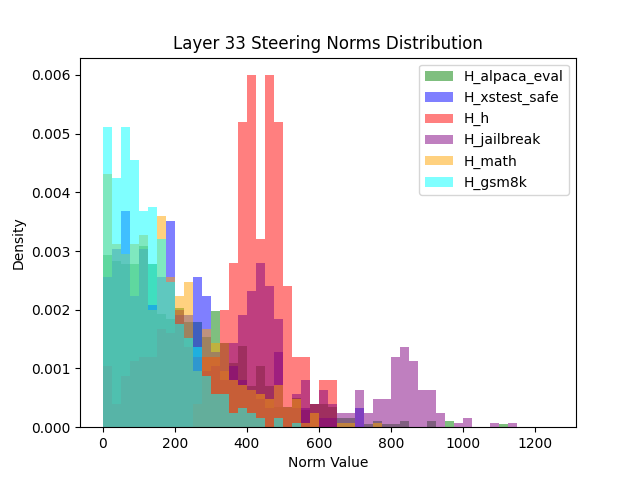 Layer 33 Steering Norms Distribution
0.006
0.005
0.004
0.003
0.002
0.001
0.000
Density
H_alpaca_eval
H_xstest_safe
H_h
H_jailbreak
H_math
H_gsm8k
0 200 400 600 800 1000 1200
Norm Value